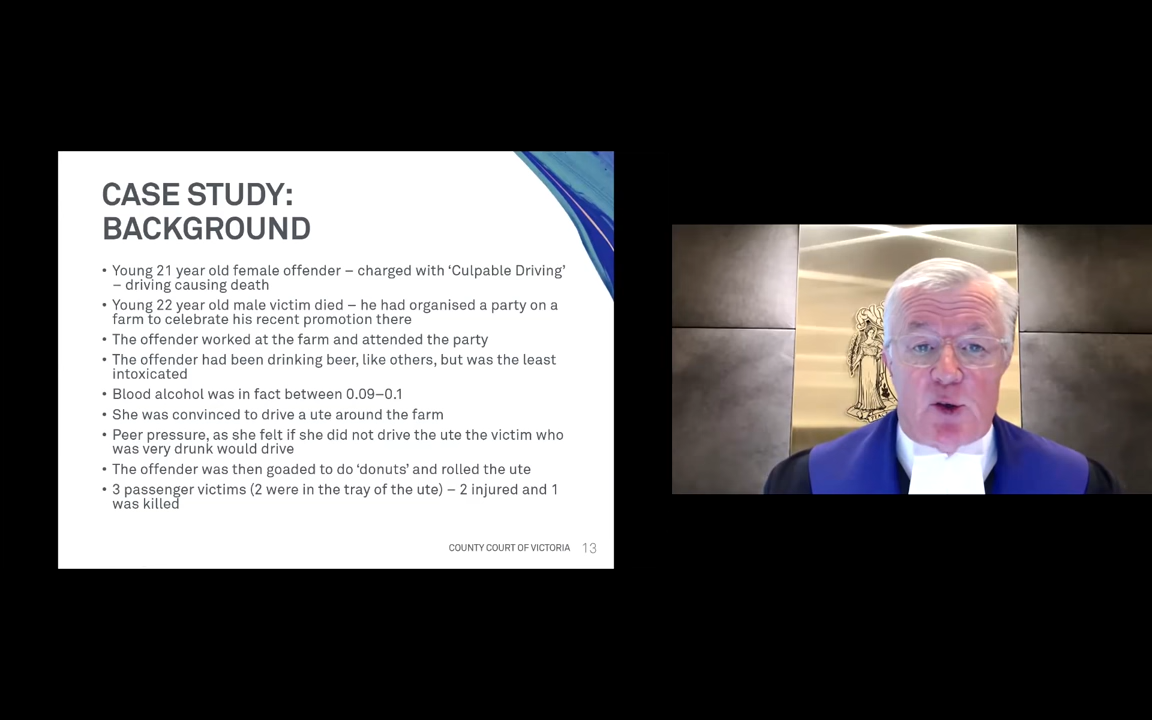 CASE STUDY:
BACKGROUND
• Young 21 year old female offender – charged with ‘Culpable Driving’
– driving causing death
• Young 22 year old male victim died – he had organised a party on a
farm to celebrate his recent promotion there
• The offender worked at the farm and attended the party
• The offender had been drinking beer, like others, but was the least
intoxicated
• Blood alcohol was in fact between 0.09–0.1
• She was convinced to drive a ute around the farm
• Peer pressure, as she felt if she did not drive the ute the victim who
was very drunk would drive
• The offender was then goaded to do ‘donuts’ and rolled the ute
• 3 passenger victims (2 were in the tray of the ute) – 2 injured and 1
was killed
COUNTY COURT OF VICTORIA 13